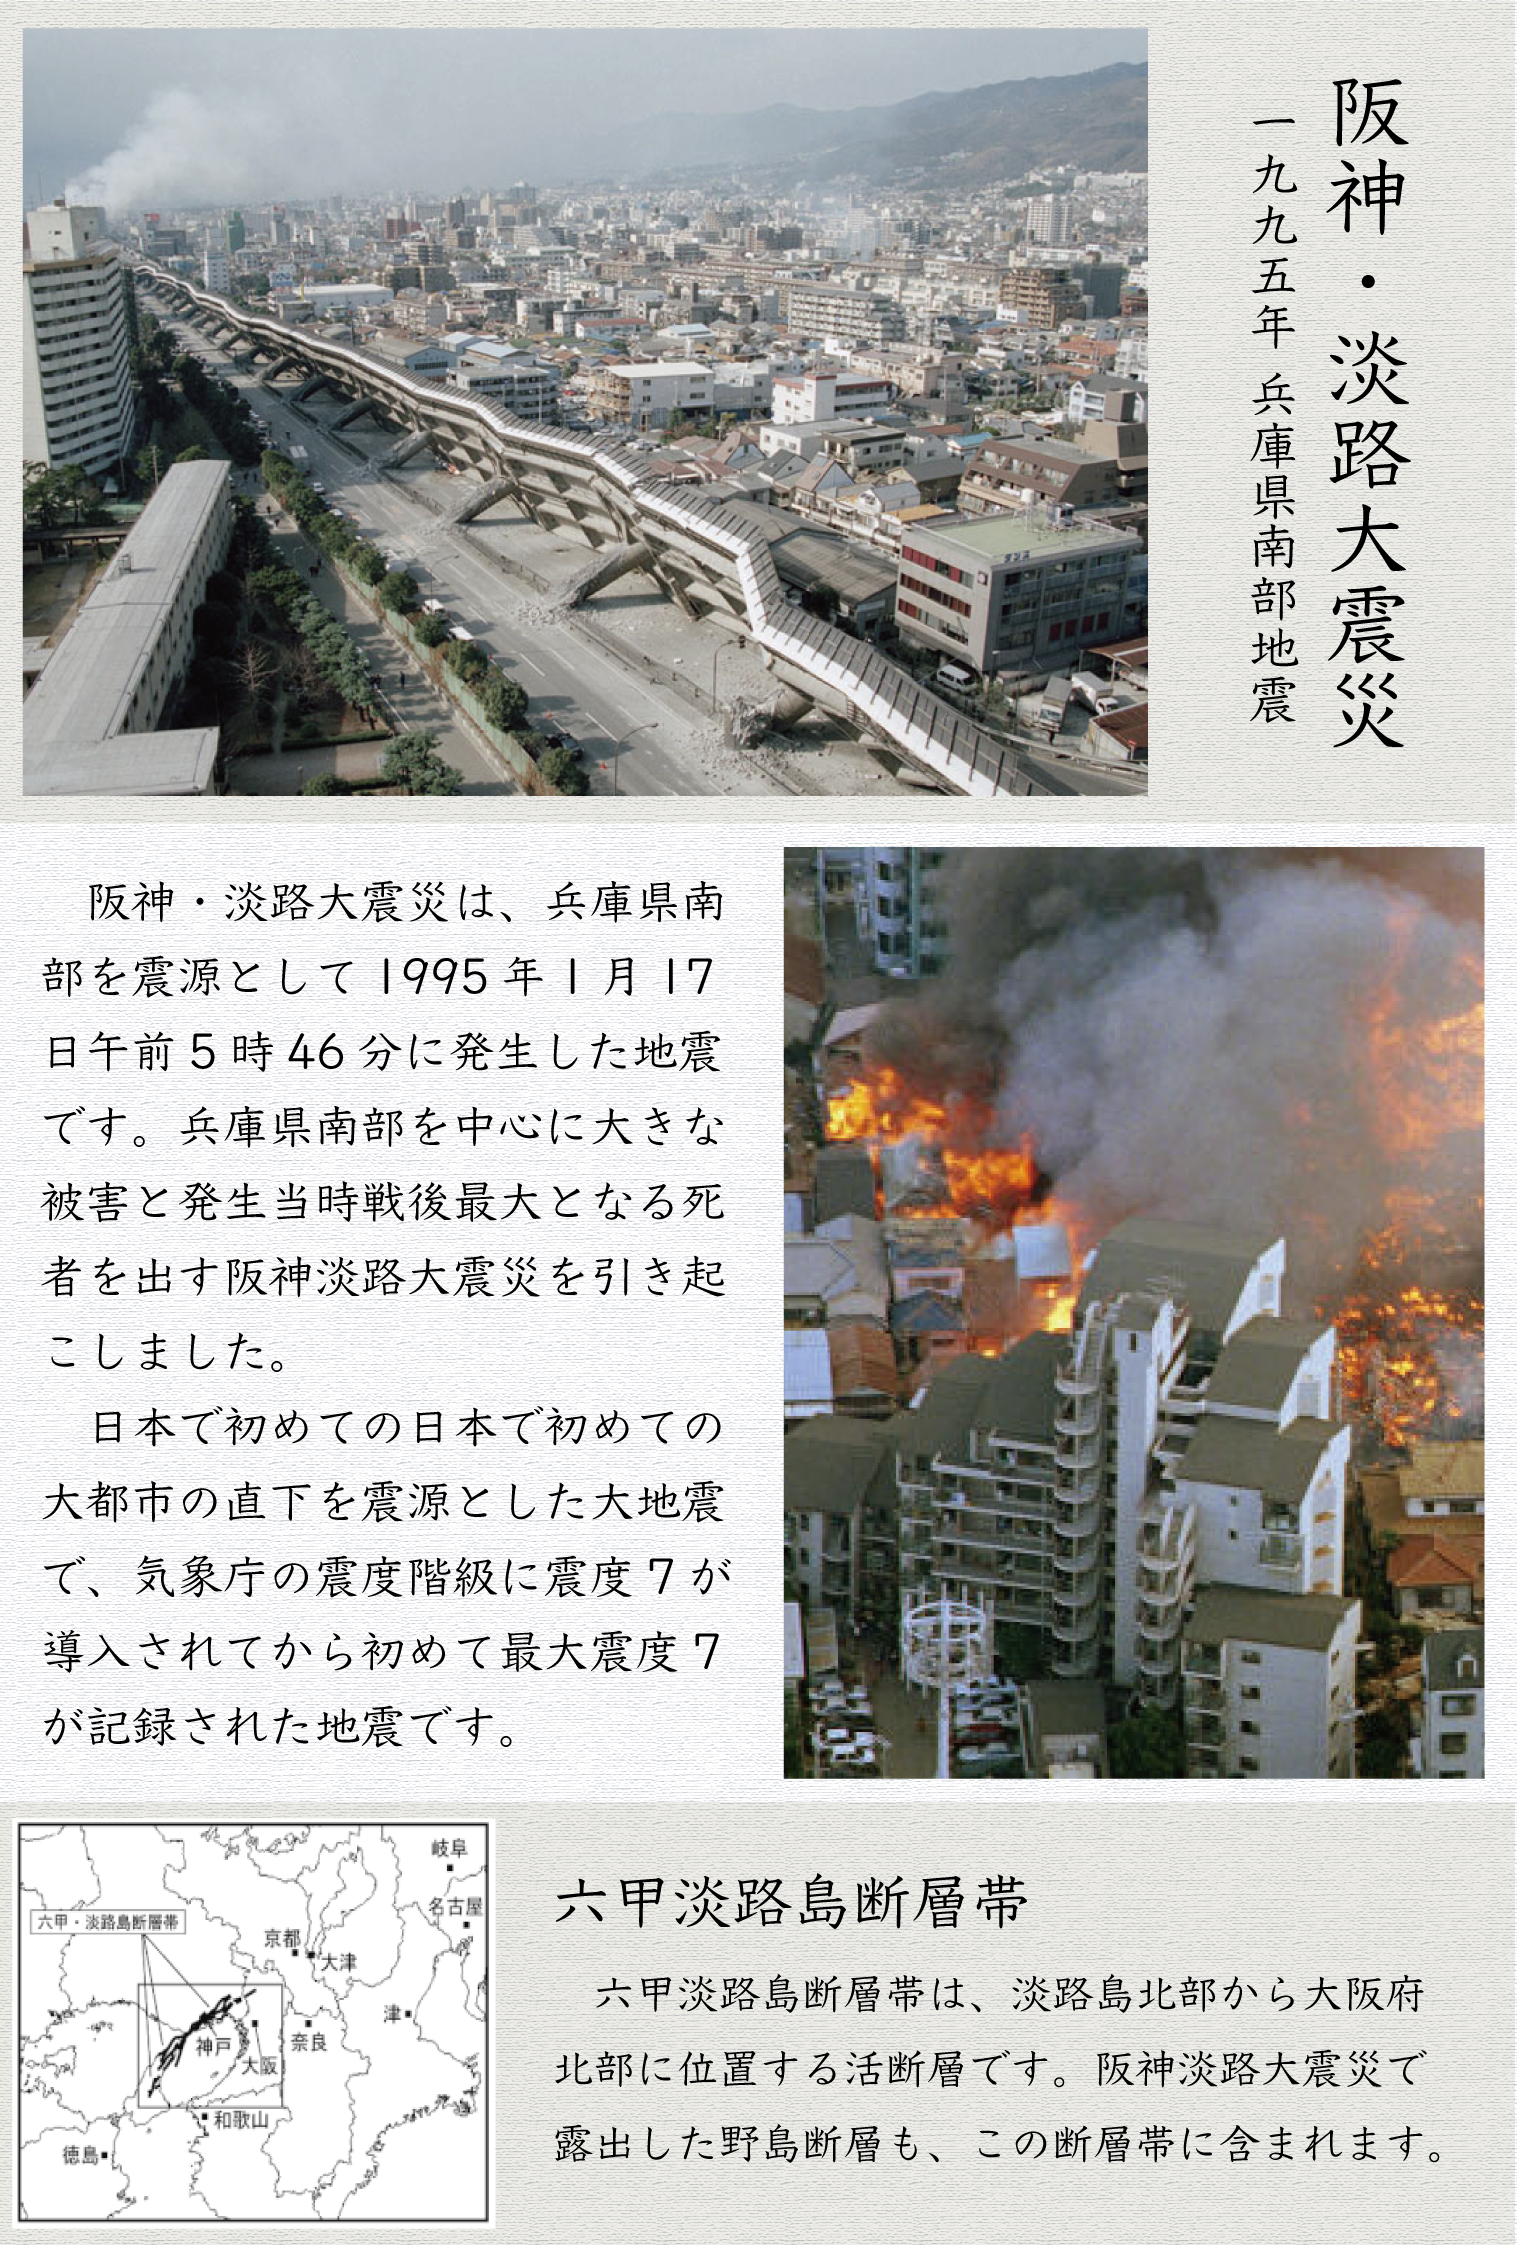 阪神・淡路大震災
一九九五年 兵庫県南部地震
　阪神・淡路大震災は、兵庫県南
部を震源として1995年1月17
日午前5時46分に発生した地震
です。兵庫県南部を中心に大きな
被害と発生当時戦後最大となる死
者を出す阪神淡路大震災を引き起
こしました。
　日本で初めての日本で初めての
大都市の直下を震源とした大地震
で、気象庁の震度階級に震度7が
導入されてから初めて最大震度7
が記録された地震です。
岐阜
名古屋
六甲・淡路島断層帯
京都
大津
津
神戸
奈良
大阪
和歌山
徳島
六甲淡路島断層帯
　六甲淡路島断層帯は、淡路島北部から大阪府
北部に位置する活断層です。阪神淡路大震災で
露出した野島断層も、この断層帯に含まれます。